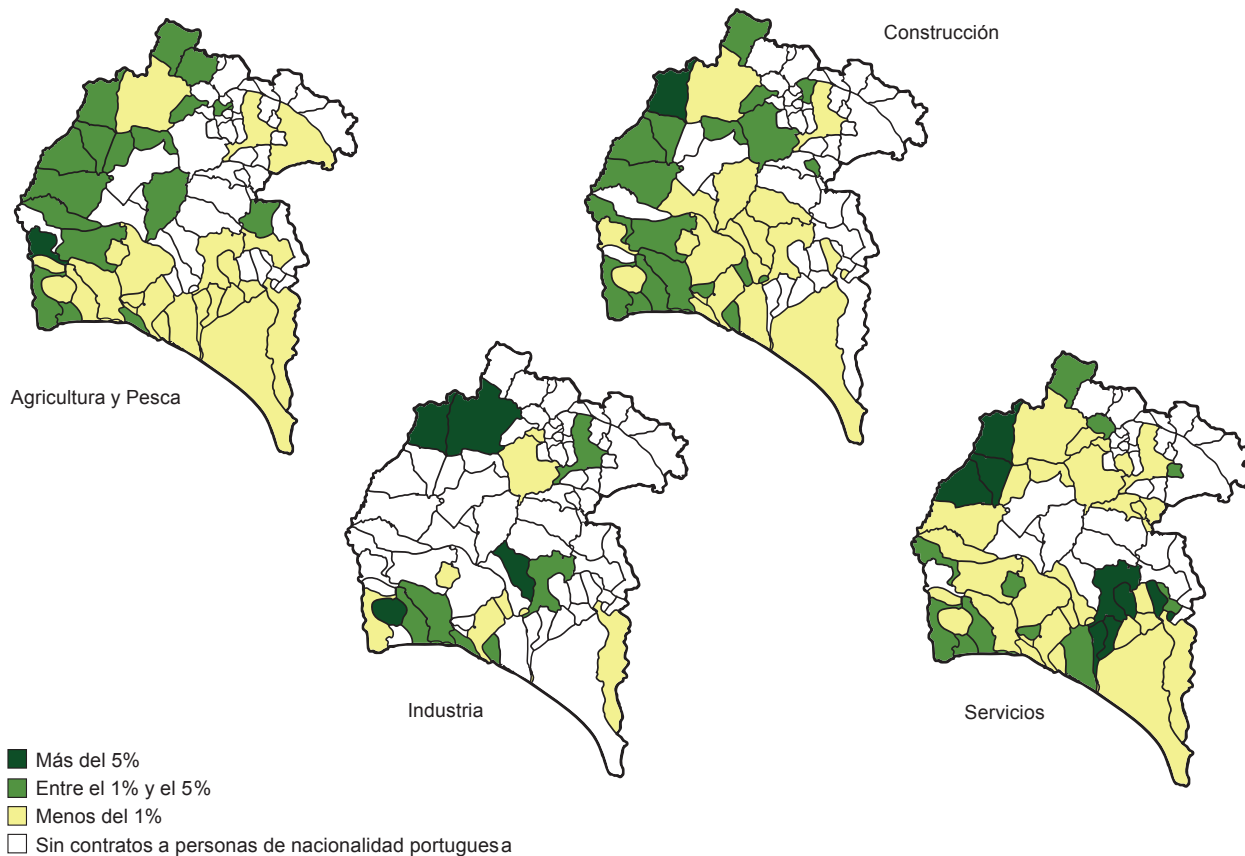 Construcción
Agricultura y Pesca
Industria
Servicios
Más del 5%
Entre el 1% y el 5%
Menos del 1%
Sin contratos a personas de nacionalidad portuguesa